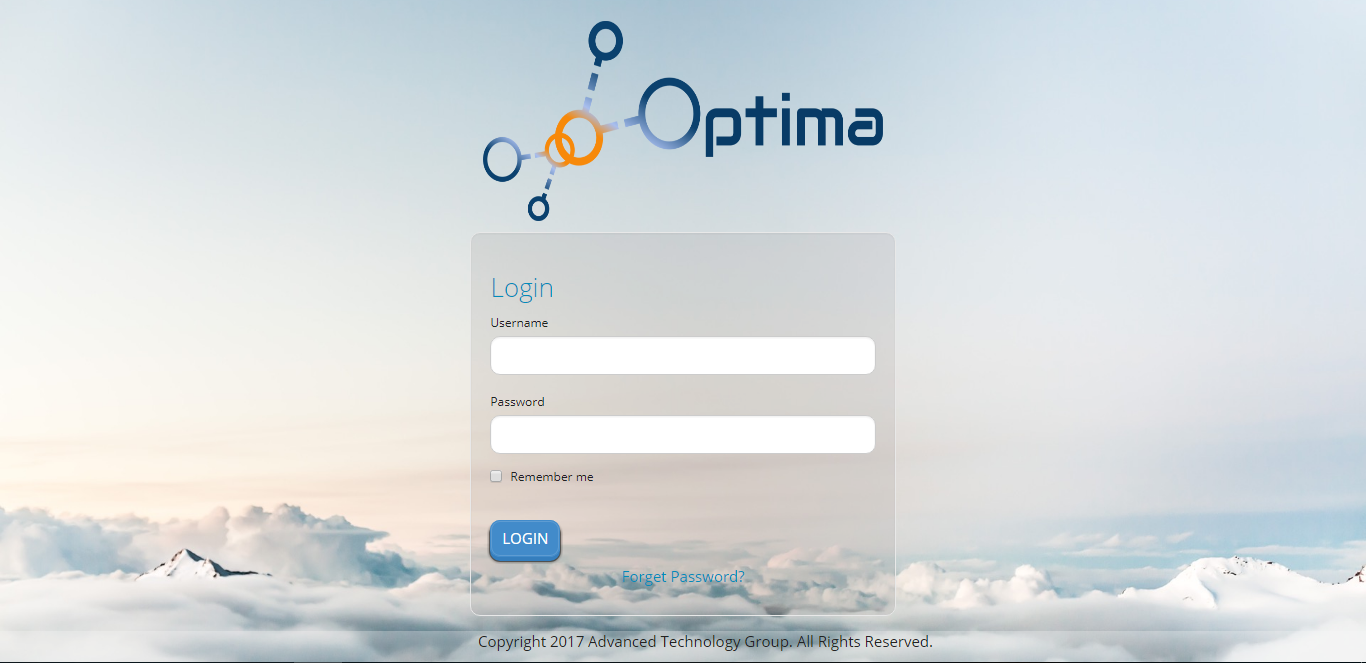 Optima
Login
Username
Password
Remember me
LOGIN
Forget Password?
Copyright 2017 Advanced Technology Group. All Rights Reserved.